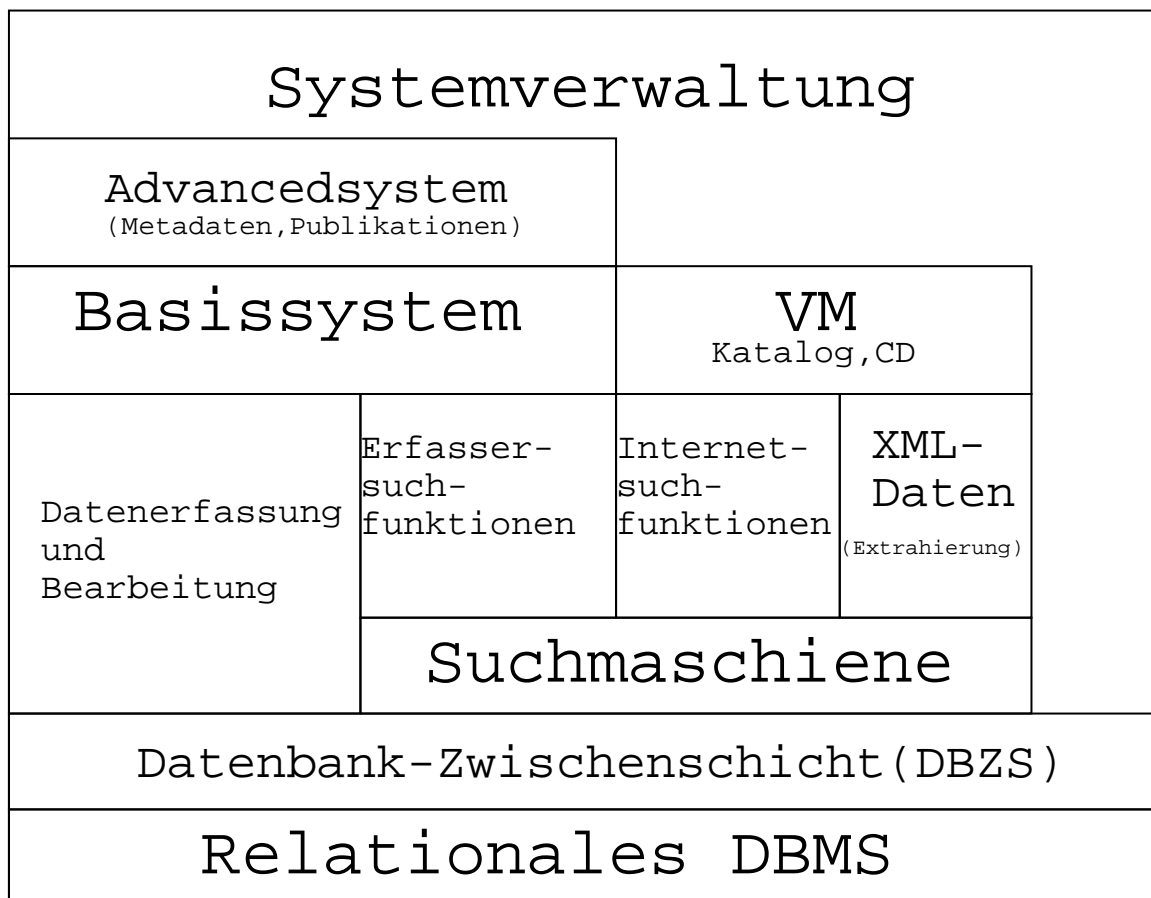 Systemverwaltung
Advancedsystem
(Metadaten,Publikationen)
Basissystem
VM
Katalog,CD
Datenerfassung
und
Bearbeitung
Erfasser-
such-
funktionen
Internet-
such-
funktionen
XML-
Daten
(Extrahierung)
Suchmaschiene
Datenbank-Zwischenschicht(DBZS)
Relationales DBMS